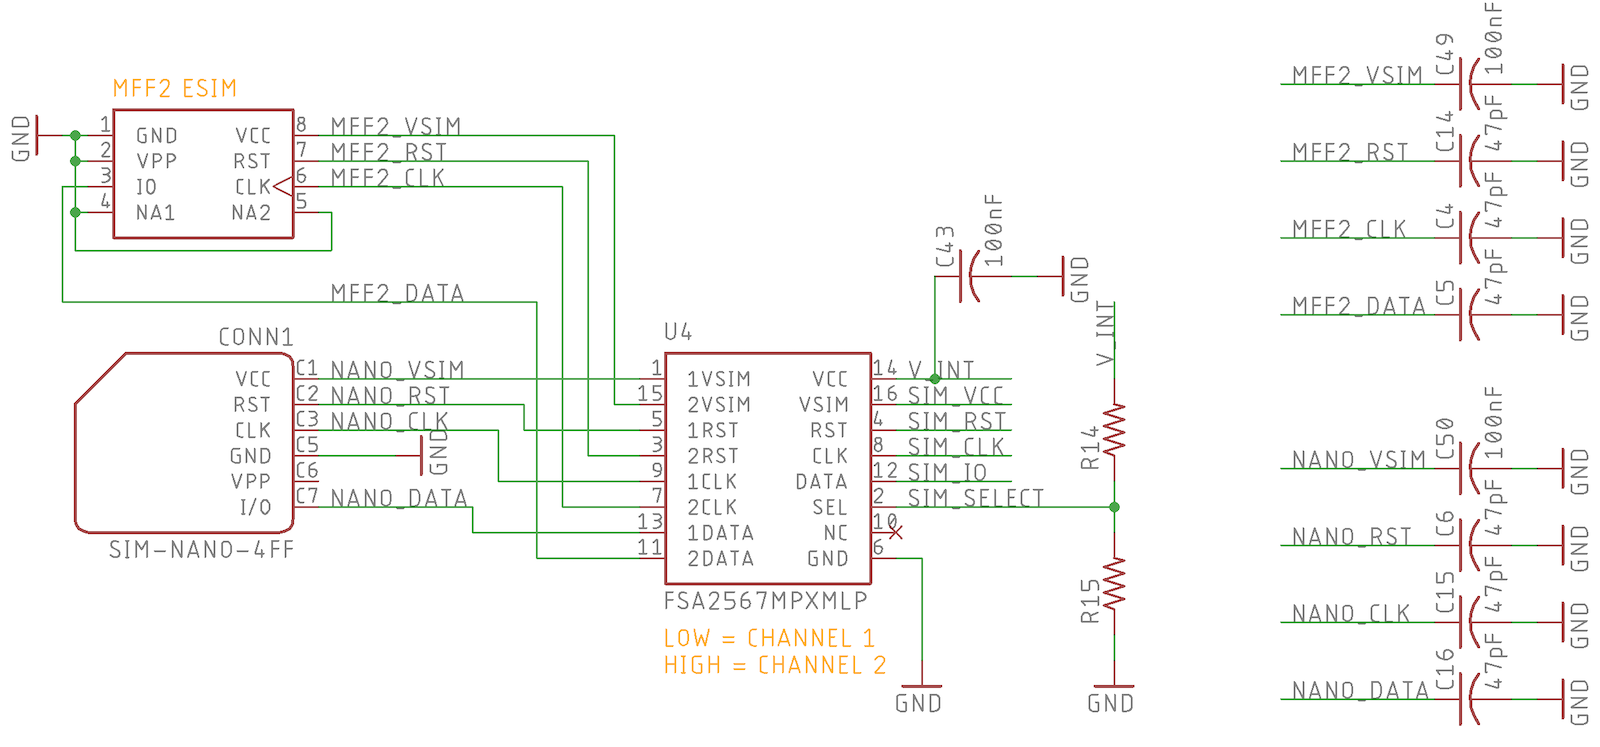 MFF2 ESIM
GND
1 GND VCC 8 MFF2_VSIM
2 VPP RST 7 MFF2_RST
3 IO CLK 6 MFF2_CLK
4 NA1 NA2 5
MFF2_DATA
CONN1
VCC C1 NANO_VSIM
RST C2 NANO_RST
CLK C3 NANO_CLK
GND C5 GND
VPP C6
I/O C7 NANO_DATA
SIM-NANO-4FF
C43 100nF GND
U4
1 1VSIM VCC 14 V_INT
15 2VSIM VSIM 16 SIM_VCC
5 1RST RST 4 SIM_RST
3 2RST CLK 8 SIM_CLK
9 1CLK DATA 12 SIM_IO
7 2CLK SEL 2 SIM_SELECT
13 1DATA NC 10
11 2DATA GND 6
FSA2567MPXMLP
LOW = CHANNEL 1
HIGH = CHANNEL 2
GND
V_INT
R14
R15
GND
MFF2_VSIM C49 100nF GND
MFF2_RST C14 47pF GND
MFF2_CLK C4 47pF GND
MFF2_DATA C5 47pF GND
NANO_VSIM C50 100nF GND
NANO_RST C6 47pF GND
NANO_CLK C15 47pF GND
NANO_DATA C16 47pF GND